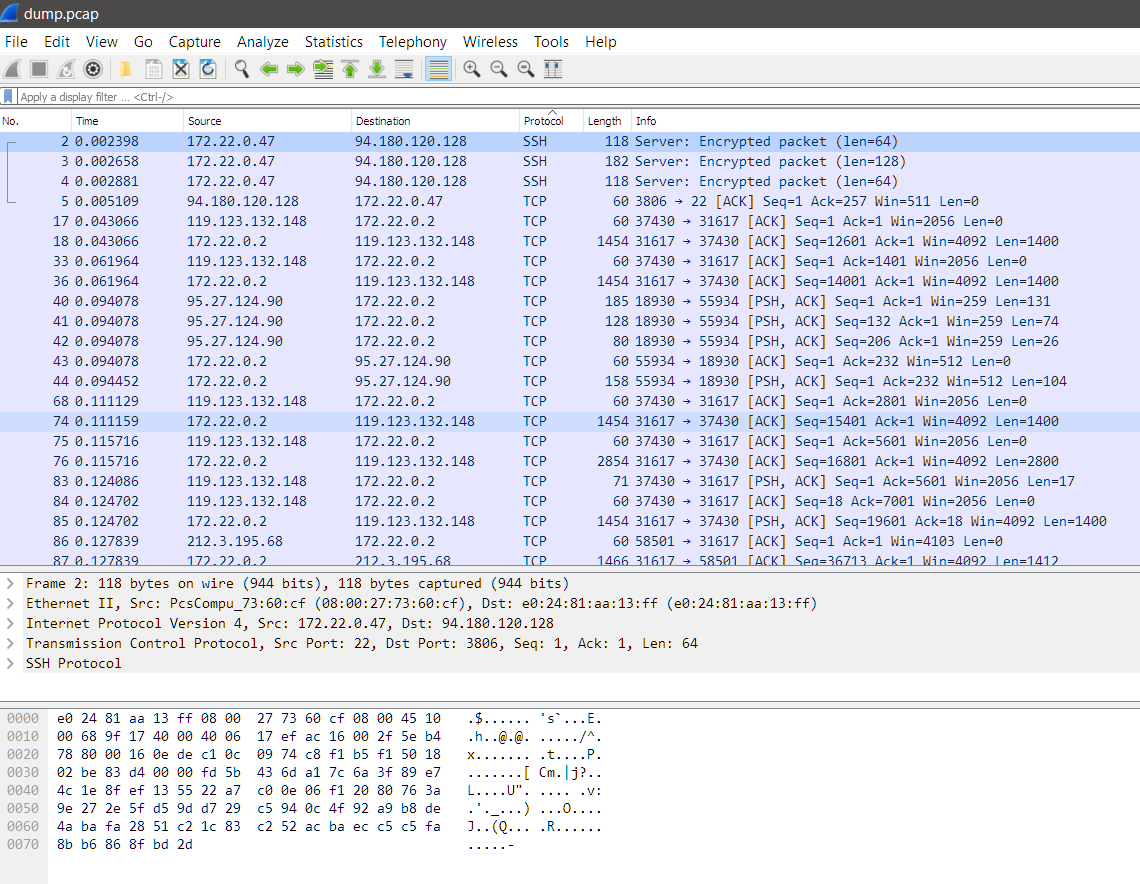 dump.pcap
File Edit View Go Capture Analyze Statistics Telephony Wireless Tools Help
Apply a display filter ... <Ctrl-/>
No. Time Source Destination Protocol Length Info
2 0.002398 172.22.0.47 94.180.120.128 SSH 118 Server: Encrypted packet (len=64)
3 0.002658 172.22.0.47 94.180.120.128 SSH 182 Server: Encrypted packet (len=128)
4 0.002881 172.22.0.47 94.180.120.128 SSH 118 Server: Encrypted packet (len=64)
5 0.005109 94.180.120.128 172.22.0.47 TCP 60 3806 → 22 [ACK] Seq=1 Ack=257 Win=511 Len=0
17 0.043066 119.123.132.148 172.22.0.2 TCP 60 37430 → 31617 [ACK] Seq=1 Ack=1 Win=2056 Len=0
18 0.043066 172.22.0.2 119.123.132.148 TCP 1454 31617 → 37430 [ACK] Seq=12601 Ack=1 Win=4092 Len=1400
33 0.061964 119.123.132.148 172.22.0.2 TCP 60 37430 → 31617 [ACK] Seq=1 Ack=1401 Win=2056 Len=0
36 0.061964 172.22.0.2 119.123.132.148 TCP 1454 31617 → 37430 [ACK] Seq=14001 Ack=1 Win=4092 Len=1400
40 0.094078 95.27.124.90 172.22.0.2 TCP 185 18930 → 55934 [PSH, ACK] Seq=1 Ack=1 Win=259 Len=131
41 0.094078 95.27.124.90 172.22.0.2 TCP 128 18930 → 55934 [PSH, ACK] Seq=132 Ack=1 Win=259 Len=74
42 0.094078 95.27.124.90 172.22.0.2 TCP 80 18930 → 55934 [PSH, ACK] Seq=206 Ack=1 Win=259 Len=26
43 0.094078 172.22.0.2 95.27.124.90 TCP 60 55934 → 18930 [ACK] Seq=1 Ack=232 Win=512 Len=0
44 0.094452 172.22.0.2 95.27.124.90 TCP 158 55934 → 18930 [PSH, ACK] Seq=1 Ack=232 Win=512 Len=104
68 0.111129 119.123.132.148 172.22.0.2 TCP 60 37430 → 31617 [ACK] Seq=1 Ack=2801 Win=2056 Len=0
74 0.111159 172.22.0.2 119.123.132.148 TCP 1454 31617 → 37430 [ACK] Seq=15401 Ack=1 Win=4092 Len=1400
75 0.115716 119.123.132.148 172.22.0.2 TCP 60 37430 → 31617 [ACK] Seq=1 Ack=5601 Win=2056 Len=0
76 0.115716 172.22.0.2 119.123.132.148 TCP 2854 31617 → 37430 [ACK] Seq=16801 Ack=1 Win=4092 Len=2800
83 0.124086 119.123.132.148 172.22.0.2 TCP 71 37430 → 31617 [PSH, ACK] Seq=1 Ack=5601 Win=2056 Len=17
84 0.124702 119.123.132.148 172.22.0.2 TCP 60 37430 → 31617 [ACK] Seq=18 Ack=7001 Win=2056 Len=0
85 0.124702 172.22.0.2 119.123.132.148 TCP 1454 31617 → 37430 [PSH, ACK] Seq=19601 Ack=18 Win=4092 Len=1400
86 0.127839 212.3.195.68 172.22.0.2 TCP 60 58501 → 31617 [ACK] Seq=1 Ack=1 Win=4103 Len=0
87 0.127839 172.22.0.2 212.3.195.68 TCP 1466 31617 → 58501 [ACK] Seq=36713 Ack=1 Win=4092 Len=1412
Frame 2: 118 bytes on wire (944 bits), 118 bytes captured (944 bits)
Ethernet II, Src: PcsCompu_73:60:cf (08:00:27:73:60:cf), Dst: e0:24:81:aa:13:ff (e0:24:81:aa:13:ff)
Internet Protocol Version 4, Src: 172.22.0.47, Dst: 94.180.120.128
Transmission Control Protocol, Src Port: 22, Dst Port: 3806, Seq: 1, Ack: 1, Len: 64
SSH Protocol
0000 e0 24 81 aa 13 ff 08 00 27 73 60 cf 08 00 45 10 .$...... 's`...E.
0010 00 68 9f 17 40 00 40 06 17 ef ac 16 00 2f 5e b4 .h..@.@. ...../^.
0020 78 80 00 16 0e de c1 0c 09 74 c8 f1 b5 f1 50 18 x....... .t....P.
0030 02 be 83 d4 00 00 fd 5b 43 6d a1 7c 6a 3f 89 e7 .......[ Cm.|j?..
0040 4c 1e 8f ef 13 55 22 a7 c0 0e 06 f1 20 80 76 3a L....U". .... .v:
0050 9e 27 2e 5f d5 9d d7 29 c5 94 0c 4f 92 a9 b8 de .'._...) ...O....
0060 4a ba fa 28 51 c2 1c 83 c2 52 ac ba ec c5 c5 fa J..(Q... .R......
0070 8b b6 86 8f bd 2d .....-